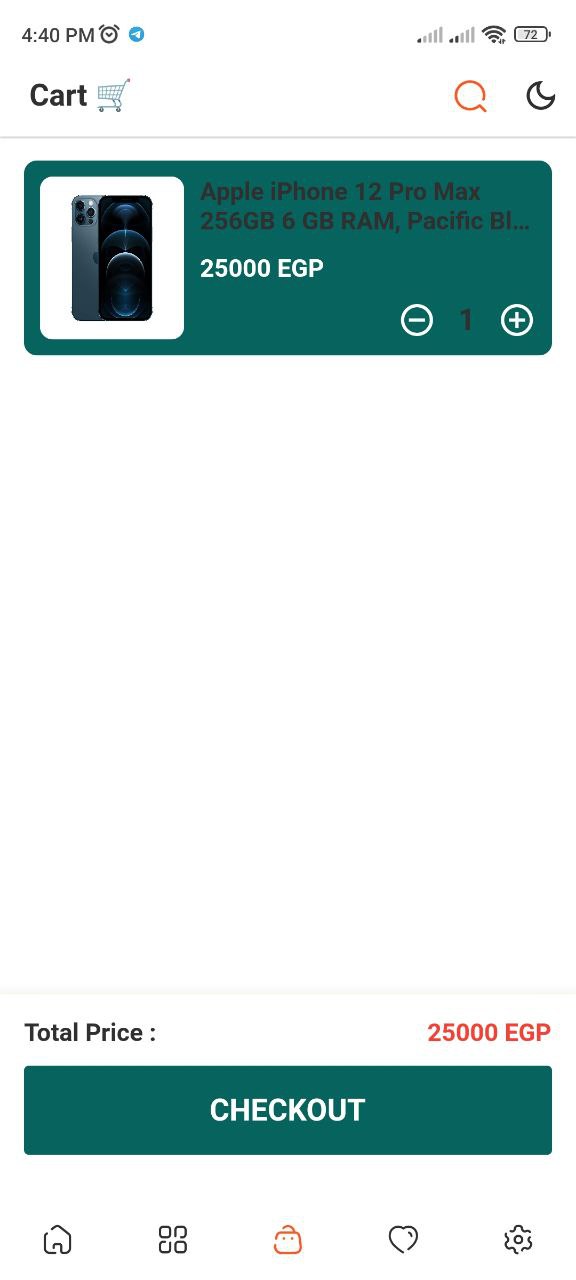 4:40 PM
72
Cart
Apple iPhone 12 Pro Max
256GB 6 GB RAM, Pacific Bl...
25000 EGP
1
Total Price :
25000 EGP
CHECKOUT